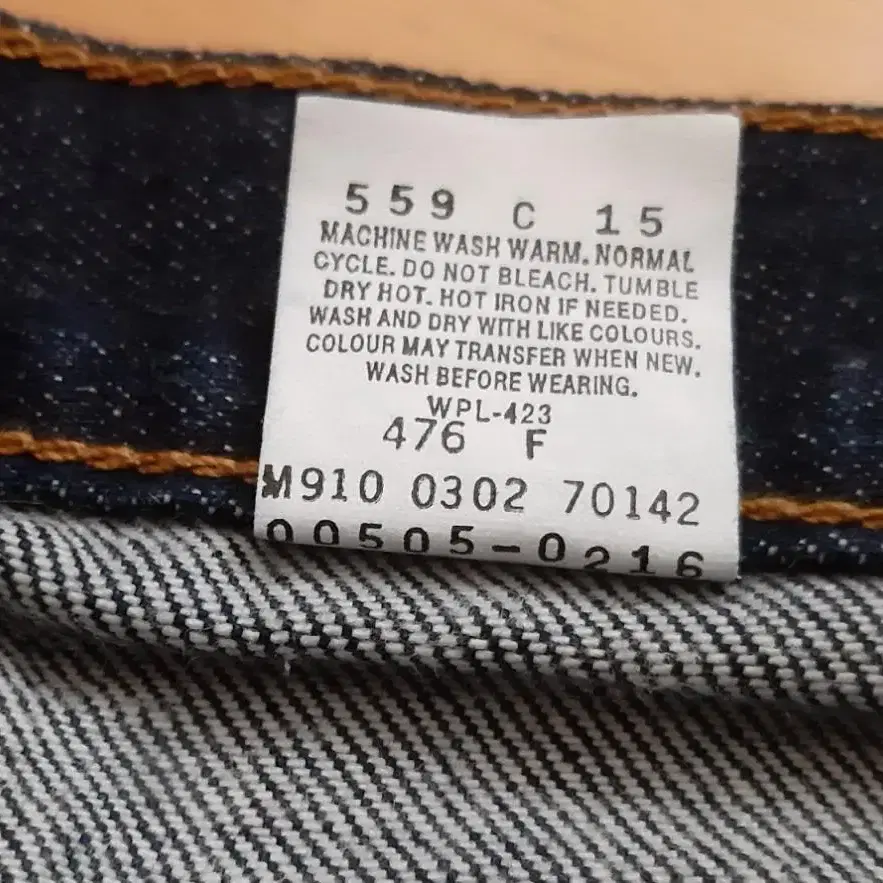 559 C 15
MACHINE WASH WARM. NORMAL
CYCLE. DO NOT BLEACH. TUMBLE
DRY HOT. HOT IRON IF NEEDED.
WASH AND DRY WITH LIKE COLOURS.
COLOUR MAY TRANSFER WHEN NEW.
WASH BEFORE WEARING.
WPL-423
476 F
M910 0302 70142
00505-0216